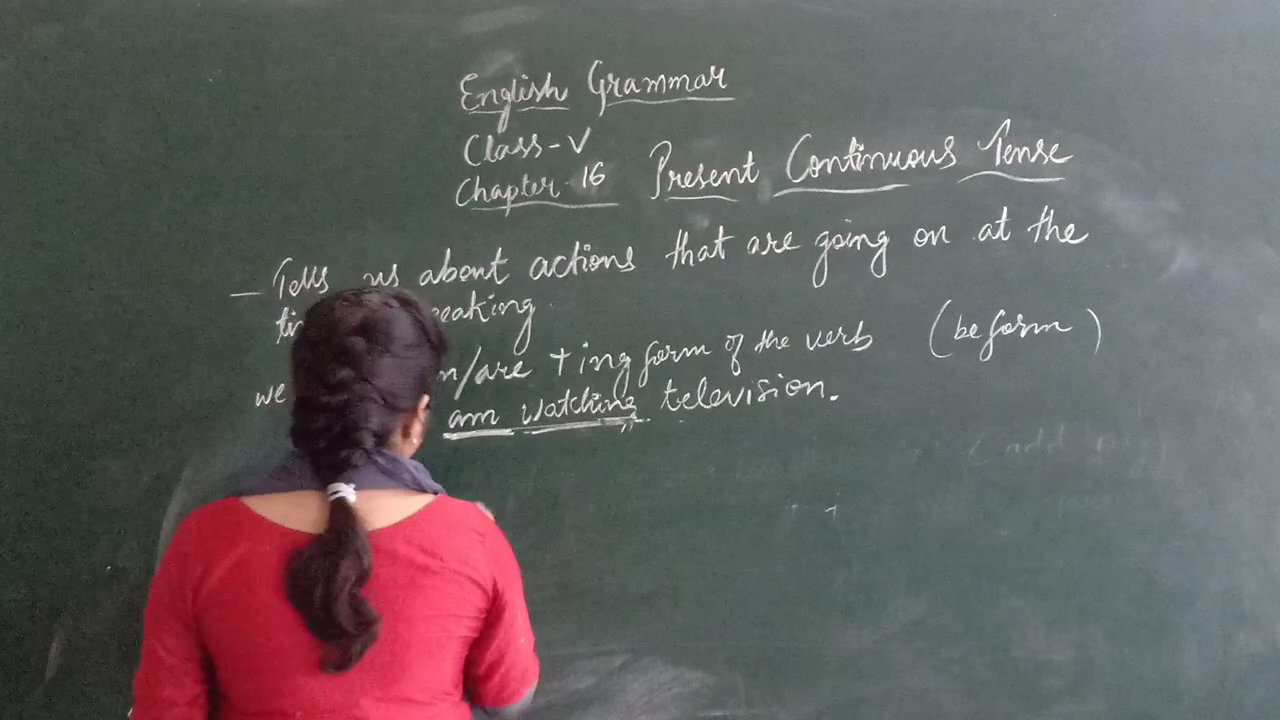 English Grammar
Class-V
Chapter 16 Present Continuous Tense
— Tells us about actions that are going on at the
eaking.
we m/are +ing form of the verb (be form)
am watching television.